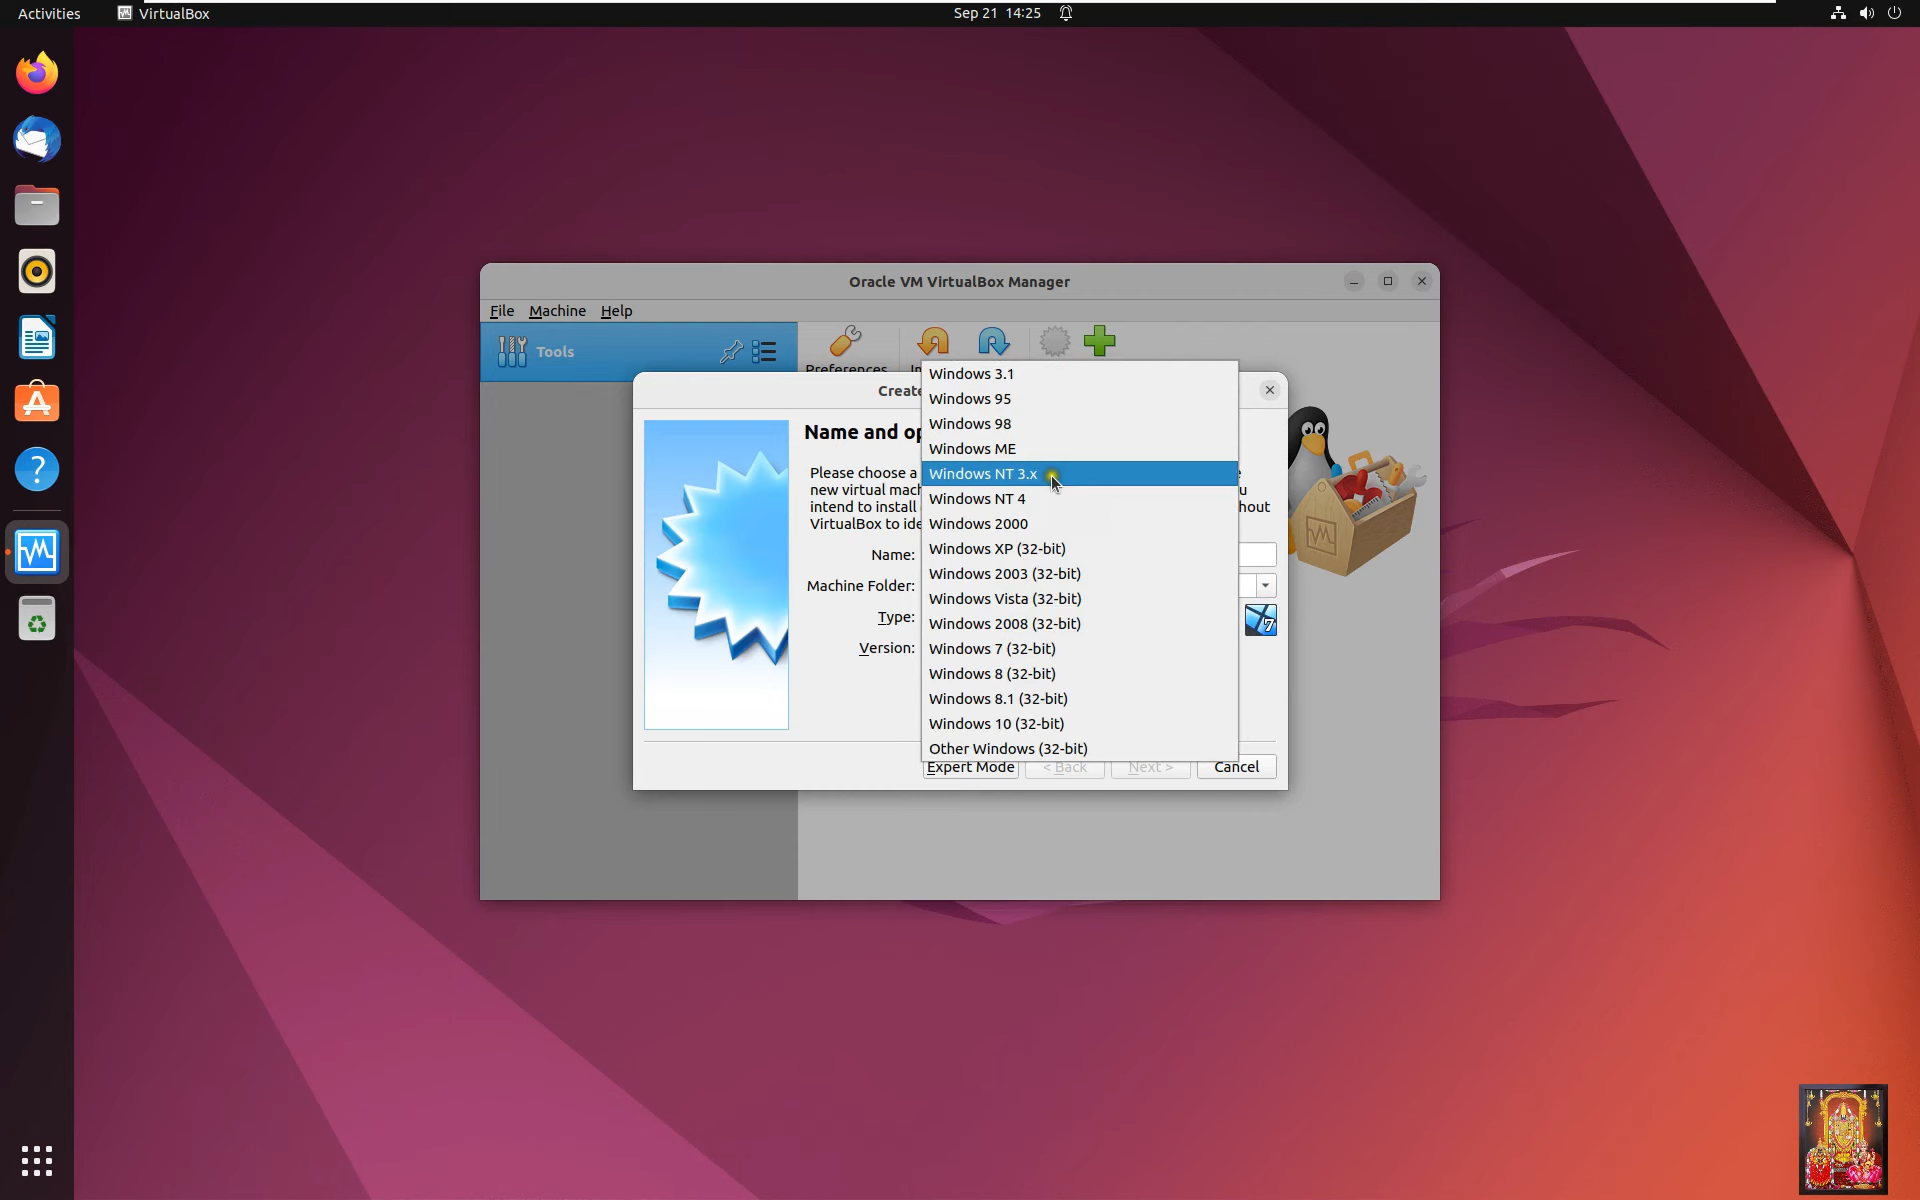 Activities
VirtualBox
Sep 21 14:25
Oracle VM VirtualBox Manager
File Machine Help
Tools
Preferences
Create
Name and
Please choose a
new virtual
intend to install
VirtualBox to
Name:
Machine Folder:
Type:
Version:
Windows 3.1
Windows 95
Windows 98
Windows ME
Windows NT 3.x
Windows NT 4
Windows 2000
Windows XP (32-bit)
Windows 2003 (32-bit)
Windows Vista (32-bit)
Windows 2008 (32-bit)
Windows 7 (32-bit)
Windows 8 (32-bit)
Windows 8.1 (32-bit)
Windows 10 (32-bit)
Other Windows (32-bit)
7
Expert Mode < Back Next > Cancel